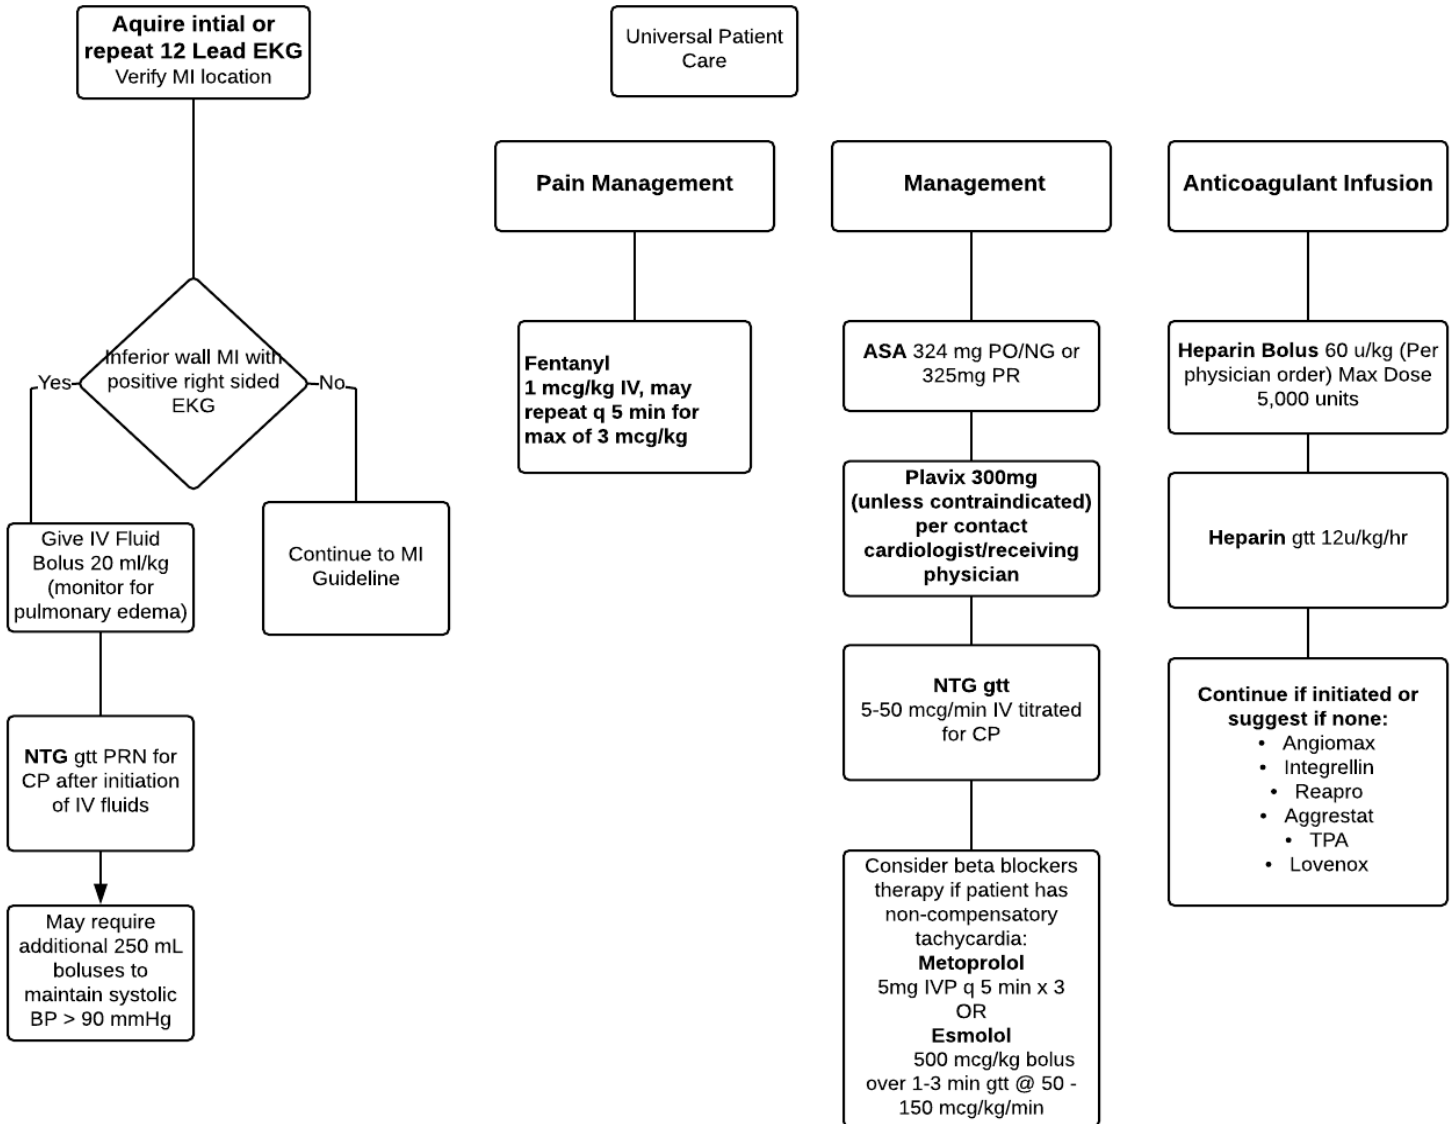 Aquire intial or
repeat 12 Lead EKG
Verify MI location
Universal Patient
Care
Pain Management
Management
Anticoagulant Infusion
Inferior wall MI with
positive right sided
EKG
Yes
No
Give IV Fluid
Bolus 20 ml/kg
(monitor for
pulmonary edema)
Continue to MI
Guideline
NTG gtt PRN for
CP after initiation
of IV fluids
May require
additional 250 mL
boluses to
maintain systolic
BP > 90 mmHg
Fentanyl
1 mcg/kg IV, may
repeat q 5 min for
max of 3 mcg/kg
ASA 324 mg PO/NG or
325mg PR
Plavix 300mg
(unless contraindicated)
per contact
cardiologist/receiving
physician
NTG gtt
5-50 mcg/min IV titrated
for CP
Consider beta blockers
therapy if patient has
non-compensatory
tachycardia:
Metoprolol
5mg IVP q 5 min x 3
OR
Esmolol
500 mcg/kg bolus
over 1-3 min gtt @ 50 -
150 mcg/kg/min
Heparin Bolus 60 u/kg (Per
physician order) Max Dose
5,000 units
Heparin gtt 12u/kg/hr
Continue if initiated or
suggest if none:
• Angiomax
• Integrellin
• Reapro
• Aggrestat
• TPA
• Lovenox